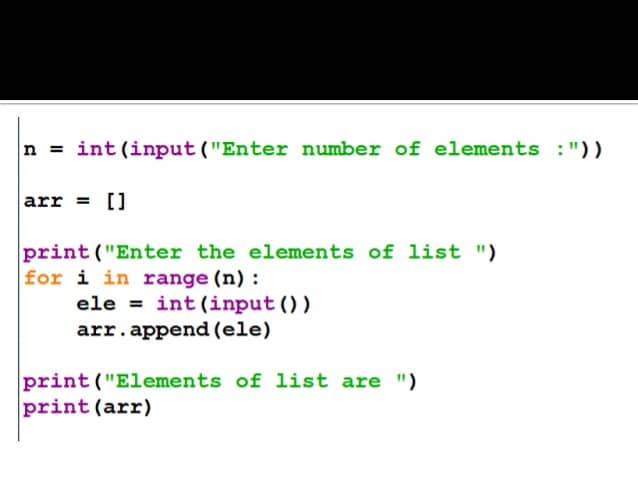 n = int(input("Enter number of elements :"))
arr = []
print("Enter the elements of list ")
for i in range(n):
    ele = int(input())
    arr.append(ele)
print("Elements of list are ")
print(arr)